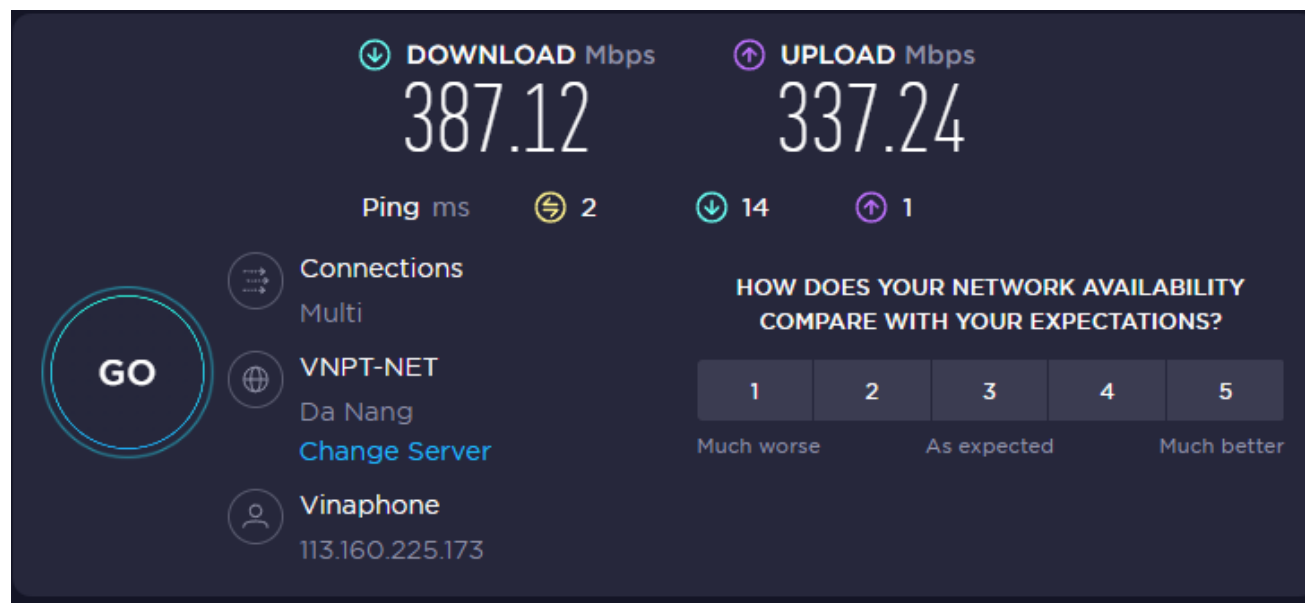 DOWNLOAD Mbps
387.12
UPLOAD Mbps
337.24
Ping ms 2 14 1
GO
Connections
Multi
VNPT-NET
Da Nang
Change Server
Vinaphone
113.160.225.173
HOW DOES YOUR NETWORK AVAILABILITY
COMPARE WITH YOUR EXPECTATIONS?
1 2 3 4 5
Much worse As expected Much better